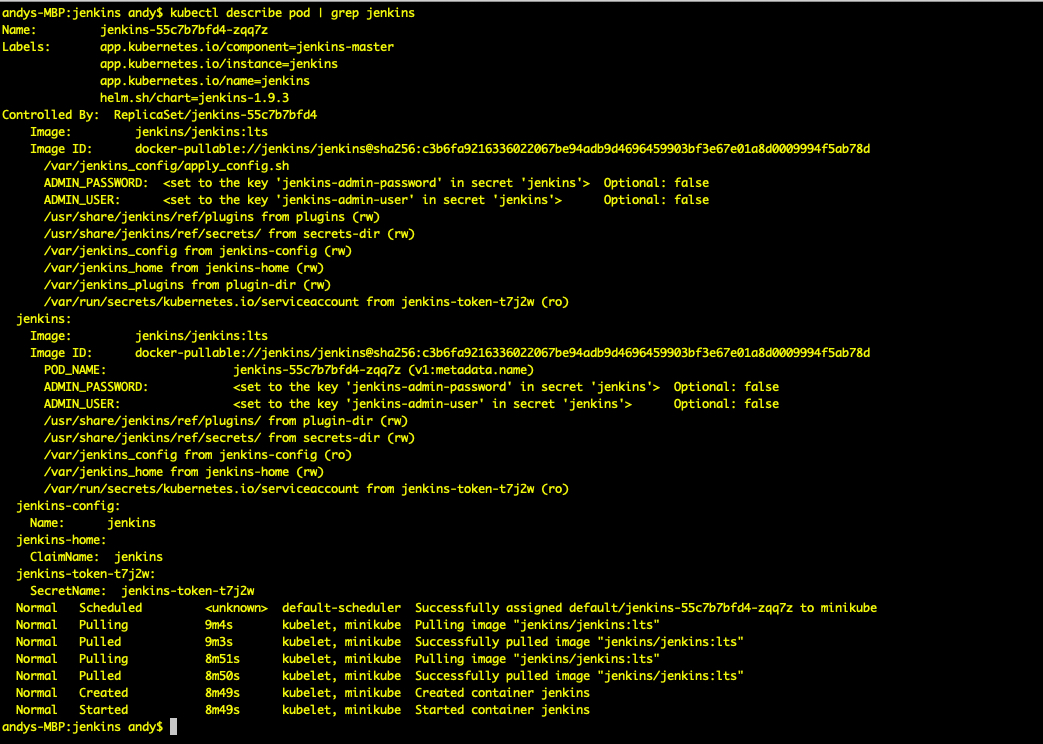 andys-MBP:jenkins andy$ kubectl describe pod | grep jenkins
Name:         jenkins-55c7b7bfd4-zqq7z
Labels:       app.kubernetes.io/component=jenkins-master
              app.kubernetes.io/instance=jenkins
              app.kubernetes.io/name=jenkins
              helm.sh/chart=jenkins-1.9.3
Controlled By:  ReplicaSet/jenkins-55c7b7bfd4
    Image:         jenkins/jenkins:lts
    Image ID:      docker-pullable://jenkins/jenkins@sha256:c3b6fa9216336022067be94adb9d4696459903bf3e67e01a8d0009994f5ab78d
      /var/jenkins_config/apply_config.sh
      ADMIN_PASSWORD:  <set to the key 'jenkins-admin-password' in secret 'jenkins'>  Optional: false
      ADMIN_USER:      <set to the key 'jenkins-admin-user' in secret 'jenkins'>      Optional: false
      /usr/share/jenkins/ref/plugins from plugins (rw)
      /usr/share/jenkins/ref/secrets/ from secrets-dir (rw)
      /var/jenkins_config from jenkins-config (rw)
      /var/jenkins_home from jenkins-home (rw)
      /var/jenkins_plugins from plugin-dir (rw)
      /var/run/secrets/kubernetes.io/serviceaccount from jenkins-token-t7j2w (ro)
  jenkins:
    Image:         jenkins/jenkins:lts
    Image ID:      docker-pullable://jenkins/jenkins@sha256:c3b6fa9216336022067be94adb9d4696459903bf3e67e01a8d0009994f5ab78d
      POD_NAME:                  jenkins-55c7b7bfd4-zqq7z (v1:metadata.name)
      ADMIN_PASSWORD:            <set to the key 'jenkins-admin-password' in secret 'jenkins'>  Optional: false
      ADMIN_USER:                <set to the key 'jenkins-admin-user' in secret 'jenkins'>      Optional: false
      /usr/share/jenkins/ref/plugins/ from plugin-dir (rw)
      /usr/share/jenkins/ref/secrets/ from secrets-dir (rw)
      /var/jenkins_config from jenkins-config (ro)
      /var/jenkins_home from jenkins-home (rw)
      /var/run/secrets/kubernetes.io/serviceaccount from jenkins-token-t7j2w (ro)
  jenkins-config:
    Name:      jenkins
  jenkins-home:
    ClaimName:  jenkins
  jenkins-token-t7j2w:
    SecretName:  jenkins-token-t7j2w
  Normal   Scheduled         <unknown>  default-scheduler  Successfully assigned default/jenkins-55c7b7bfd4-zqq7z to minikube
  Normal   Pulling           9m4s       kubelet, minikube  Pulling image "jenkins/jenkins:lts"
  Normal   Pulled            9m3s       kubelet, minikube  Successfully pulled image "jenkins/jenkins:lts"
  Normal   Pulling           8m51s      kubelet, minikube  Pulling image "jenkins/jenkins:lts"
  Normal   Pulled            8m50s      kubelet, minikube  Successfully pulled image "jenkins/jenkins:lts"
  Normal   Created           8m49s      kubelet, minikube  Created container jenkins
  Normal   Started           8m49s      kubelet, minikube  Started container jenkins
andys-MBP:jenkins andy$